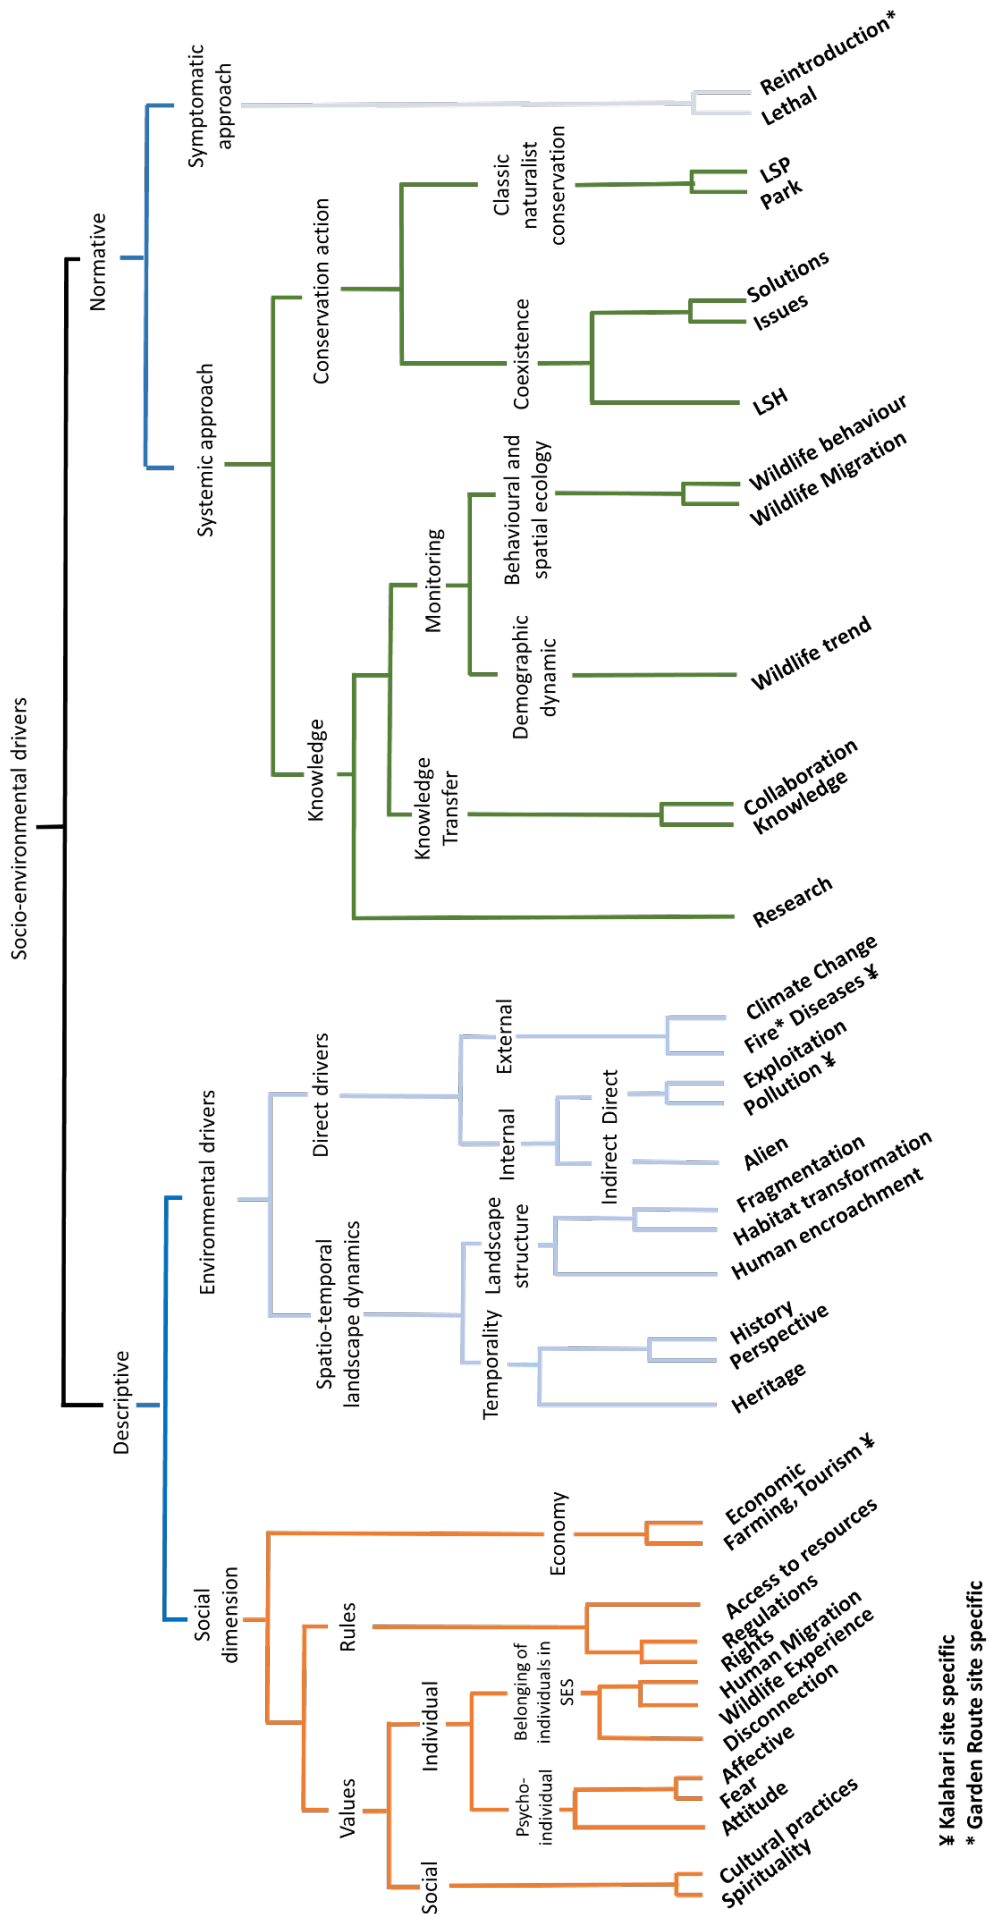 Socio-environmental drivers
Descriptive
Normative
Social
dimension
Environmental drivers
Systemic approach
Symptomatic
approach
Values
Rules
Economy
Spatio-temporal
landscape dynamics
Direct drivers
Knowledge
Conservation action
Social
Individual
Psycho-
individual
Belonging of
individuals in
SES
Temporality
Landscape
structure
Internal
External
Indirect
Direct
Knowledge
Transfer
Monitoring
Demographic
dynamic
Behavioural and
spatial ecology
Coexistence
Classic
naturalist
conservation
Spirituality
Cultural practices
Attitude
Fear
Affective
Disconnection
Wildlife Experience
Human Migration
Rights
Regulations
Access to resources
Farming, Tourism ¥
Economic
Heritage
Perspective
History
Human encroachment
Habitat transformation
Fragmentation
Alien
Pollution ¥
Exploitation
Fire* Diseases ¥
Climate Change
Research
Knowledge
Collaboration
Wildlife trend
Wildlife Migration
Wildlife behaviour
LSH
Issues
Solutions
Park
LSP
Lethal
Reintroduction*
¥ Kalahari site specific
* Garden Route site specific